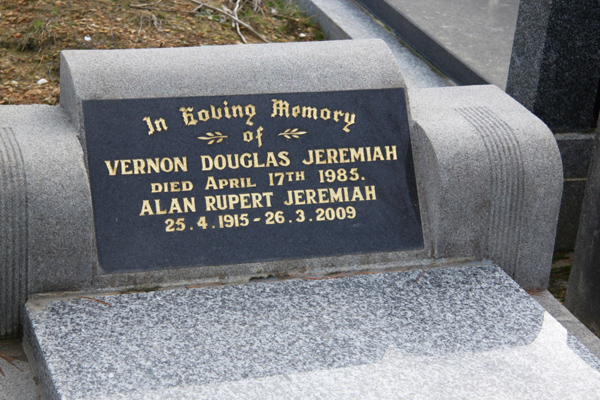 In Loving Memory
of
VERNON DOUGLAS JEREMIAH
DIED APRIL 17TH 1985.
ALAN RUPERT JEREMIAH
25.4.1915 - 26.3.2009